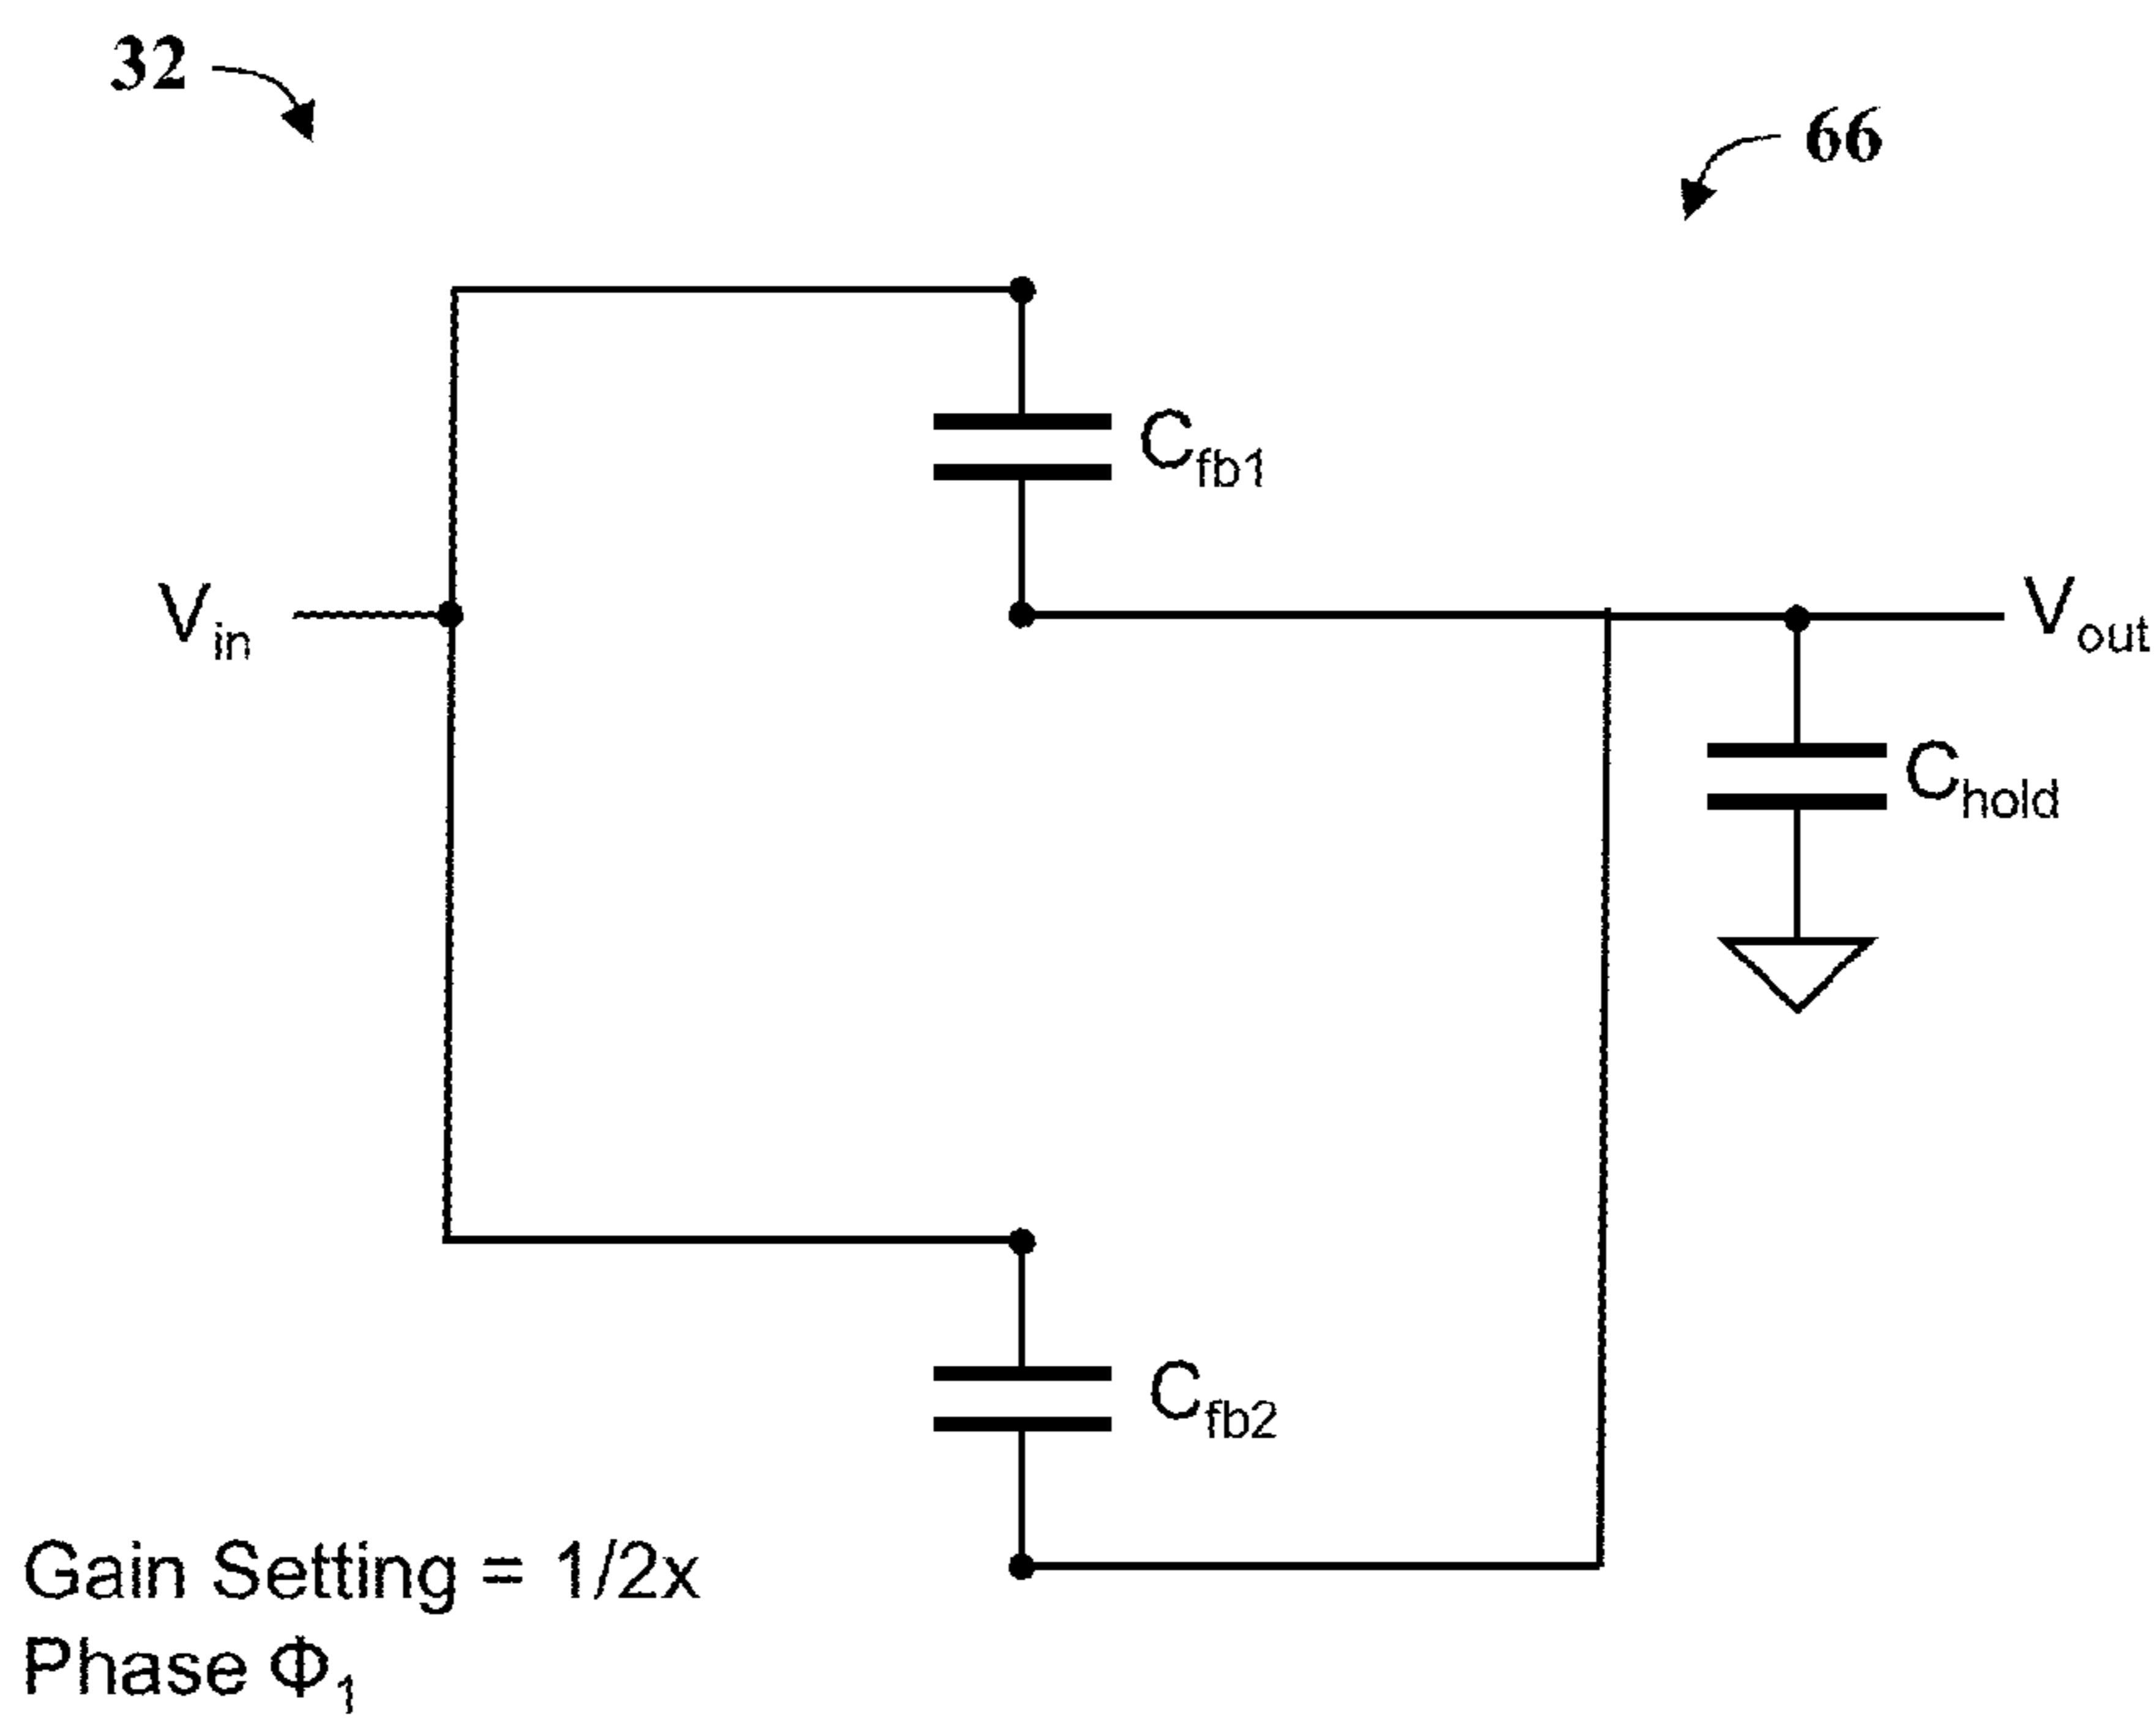 32
66
C_fb1
V_in
V_out
C_hold
C_fb2
Gain Setting = 1/2x
Phase Φ_1